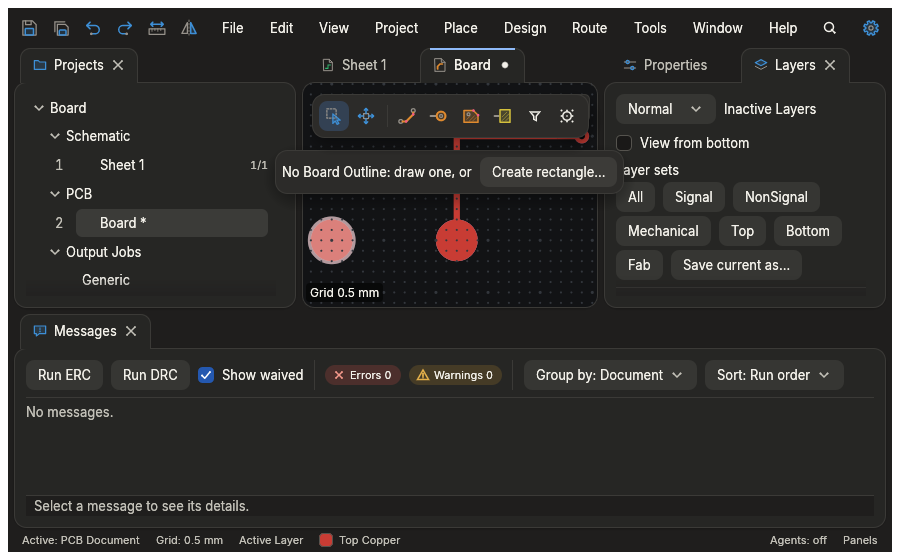 File Edit View Project Place Design Route Tools Window Help
Projects
Sheet 1
Board
Properties
Layers
Board
Schematic
1 Sheet 1 1/1
PCB
2 Board *
Output Jobs
Generic
No Board Outline: draw one, or Create rectangle...
Grid 0.5 mm
Normal Inactive Layers
View from bottom
ayer sets
All Signal NonSignal
Mechanical Top Bottom
Fab Save current as...
Messages
Run ERC Run DRC Show waived Errors 0 Warnings 0 Group by: Document Sort: Run order
No messages.
Select a message to see its details.
Active: PCB Document Grid: 0.5 mm Active Layer Top Copper Agents: off Panels